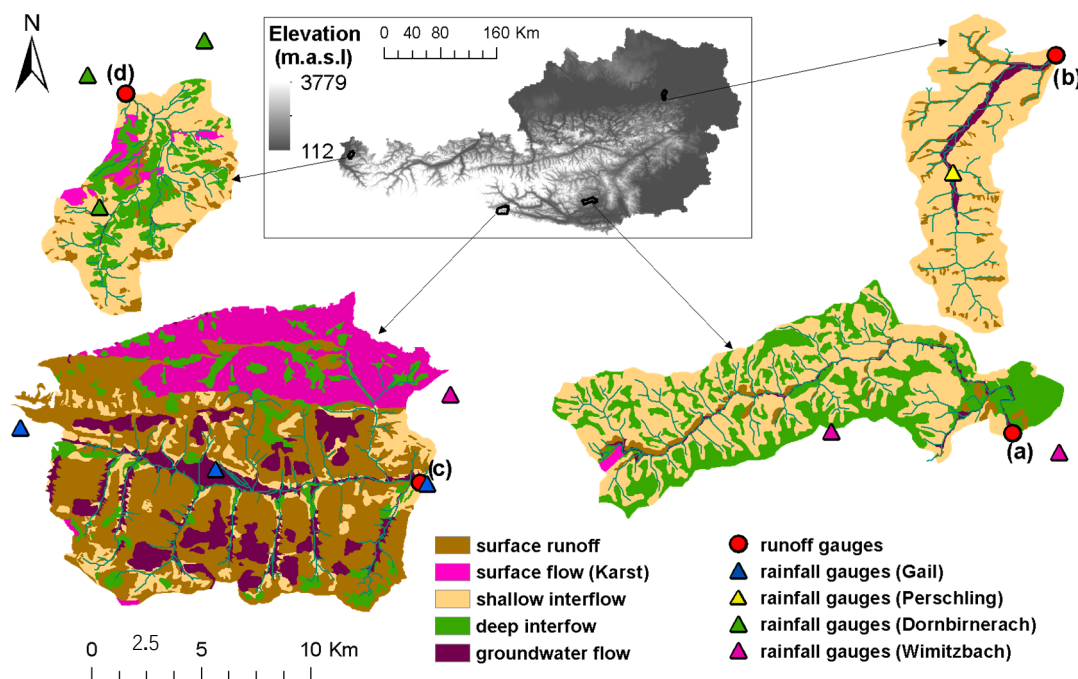 N
Elevation
(m.a.s.l)
3779
112
0 40 80 160 Km
(d)
(b)
(c)
(a)
surface runoff
surface flow (Karst)
shallow interflow
deep interfow
groundwater flow
runoff gauges
rainfall gauges (Gail)
rainfall gauges (Perschling)
rainfall gauges (Dornbirnerach)
rainfall gauges (Wimitzbach)
0 2.5 5 10 Km